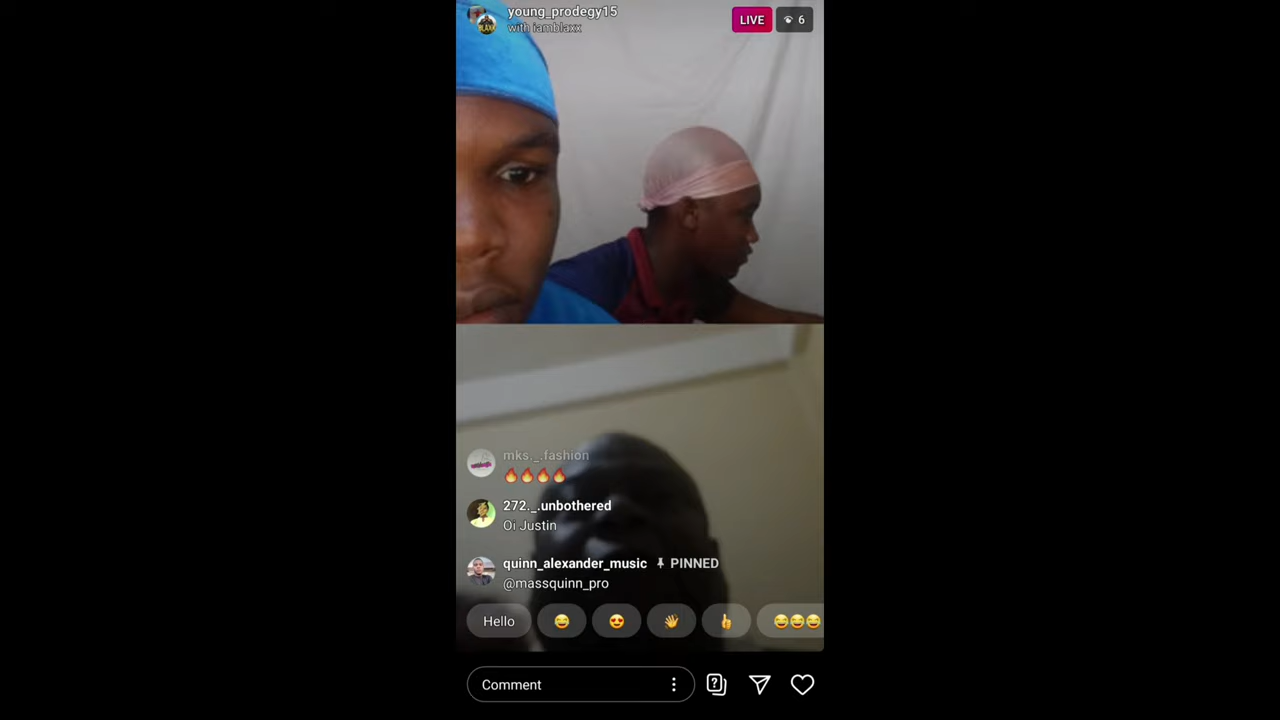 young_prodegy15
with iamblaxx
LIVE
6
mks._.fashion
🔥🔥🔥🔥
272._.unbothered
Oi Justin
quinn_alexander_music PINNED
@massquinn_pro
Hello 😂 😍 👋 👍 😂😂😂
Comment